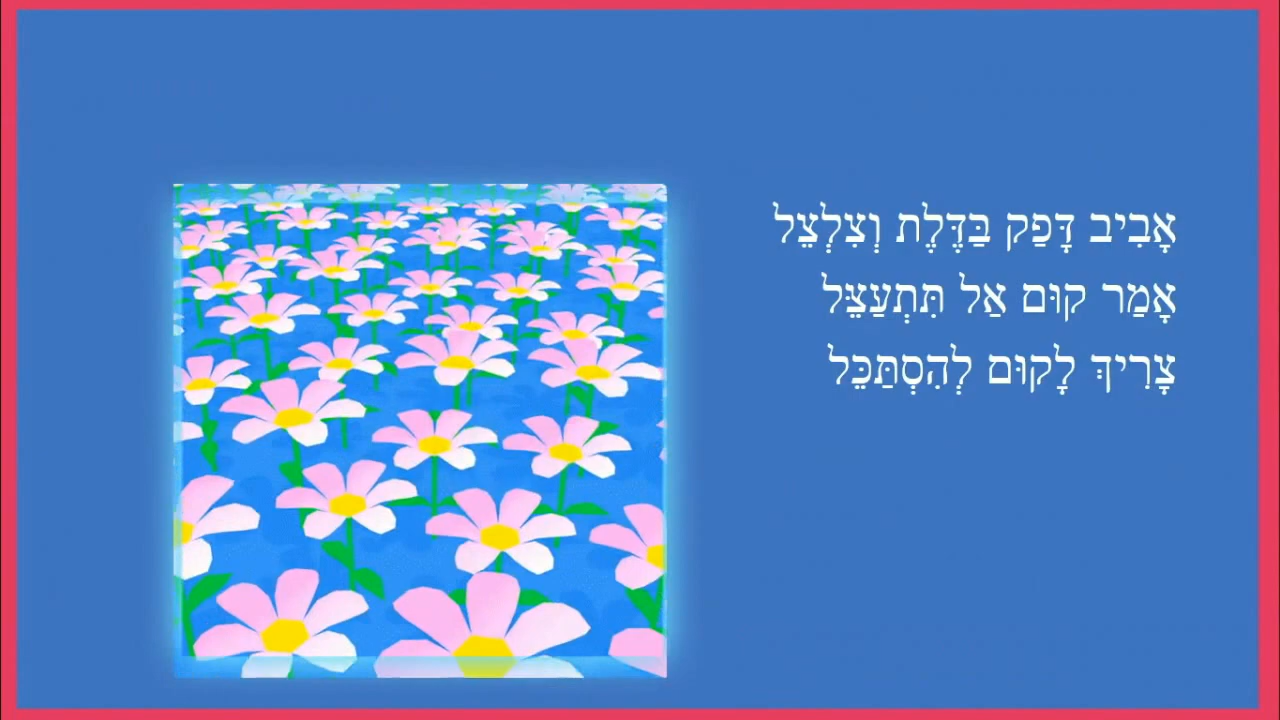 אָבִיב דָּפַק בַּדֶּלֶת וְצִלְצֵל
אָמַר קוּם אַל תִּתְעַצֵּל
צָרִיךְ לָקוּם לְהִסְתַּכֵּל